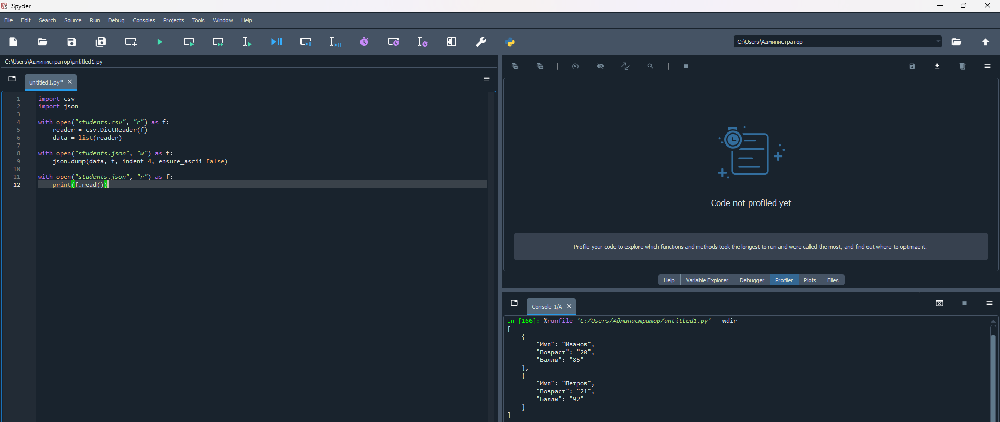 Spyder
File Edit Search Source Run Debug Consoles Projects Tools Window Help
C:\Users\Администратор
C:\Users\Администратор\untitled1.py
untitled1.py*
1 import csv
2 import json
3
4 with open("students.csv", "r") as f:
5     reader = csv.DictReader(f)
6     data = list(reader)
7
8 with open("students.json", "w") as f:
9     json.dump(data, f, indent=4, ensure_ascii=False)
10
11 with open("students.json", "r") as f:
12     print(f.read())
Code not profiled yet
Profile your code to explore which functions and methods took the longest to run and were called the most, and find out where to optimize it.
Help Variable Explorer Debugger Profiler Plots Files
Console 1/A
In [166]: %runfile 'C:/Users/Администратор/untitled1.py' --wdir
[
    {
        "Имя": "Иванов",
        "Возраст": "20",
        "Баллы": "85"
    },
    {
        "Имя": "Петров",
        "Возраст": "21",
        "Баллы": "92"
    }
]